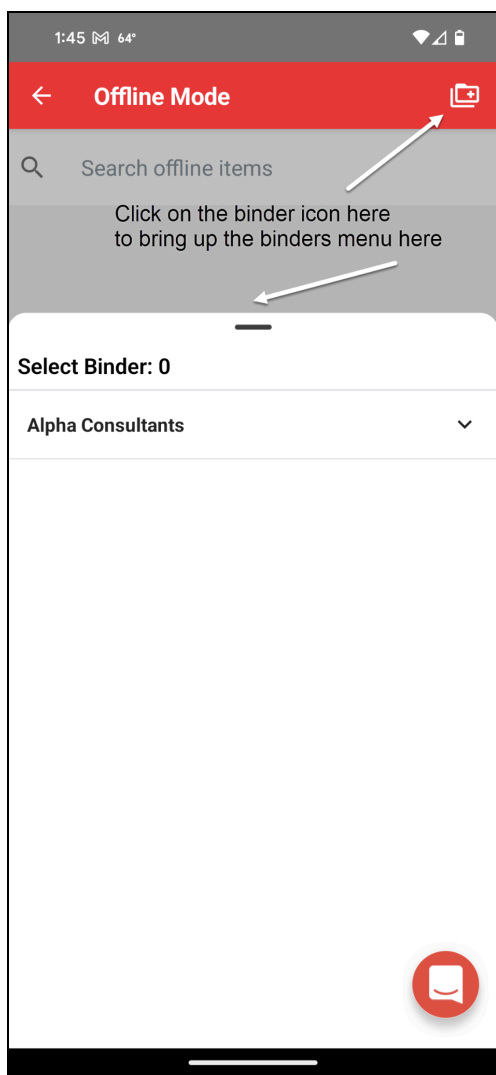 1:45 64°
Offline Mode
Search offline items
Click on the binder icon here
to bring up the binders menu here
Select Binder: 0
Alpha Consultants